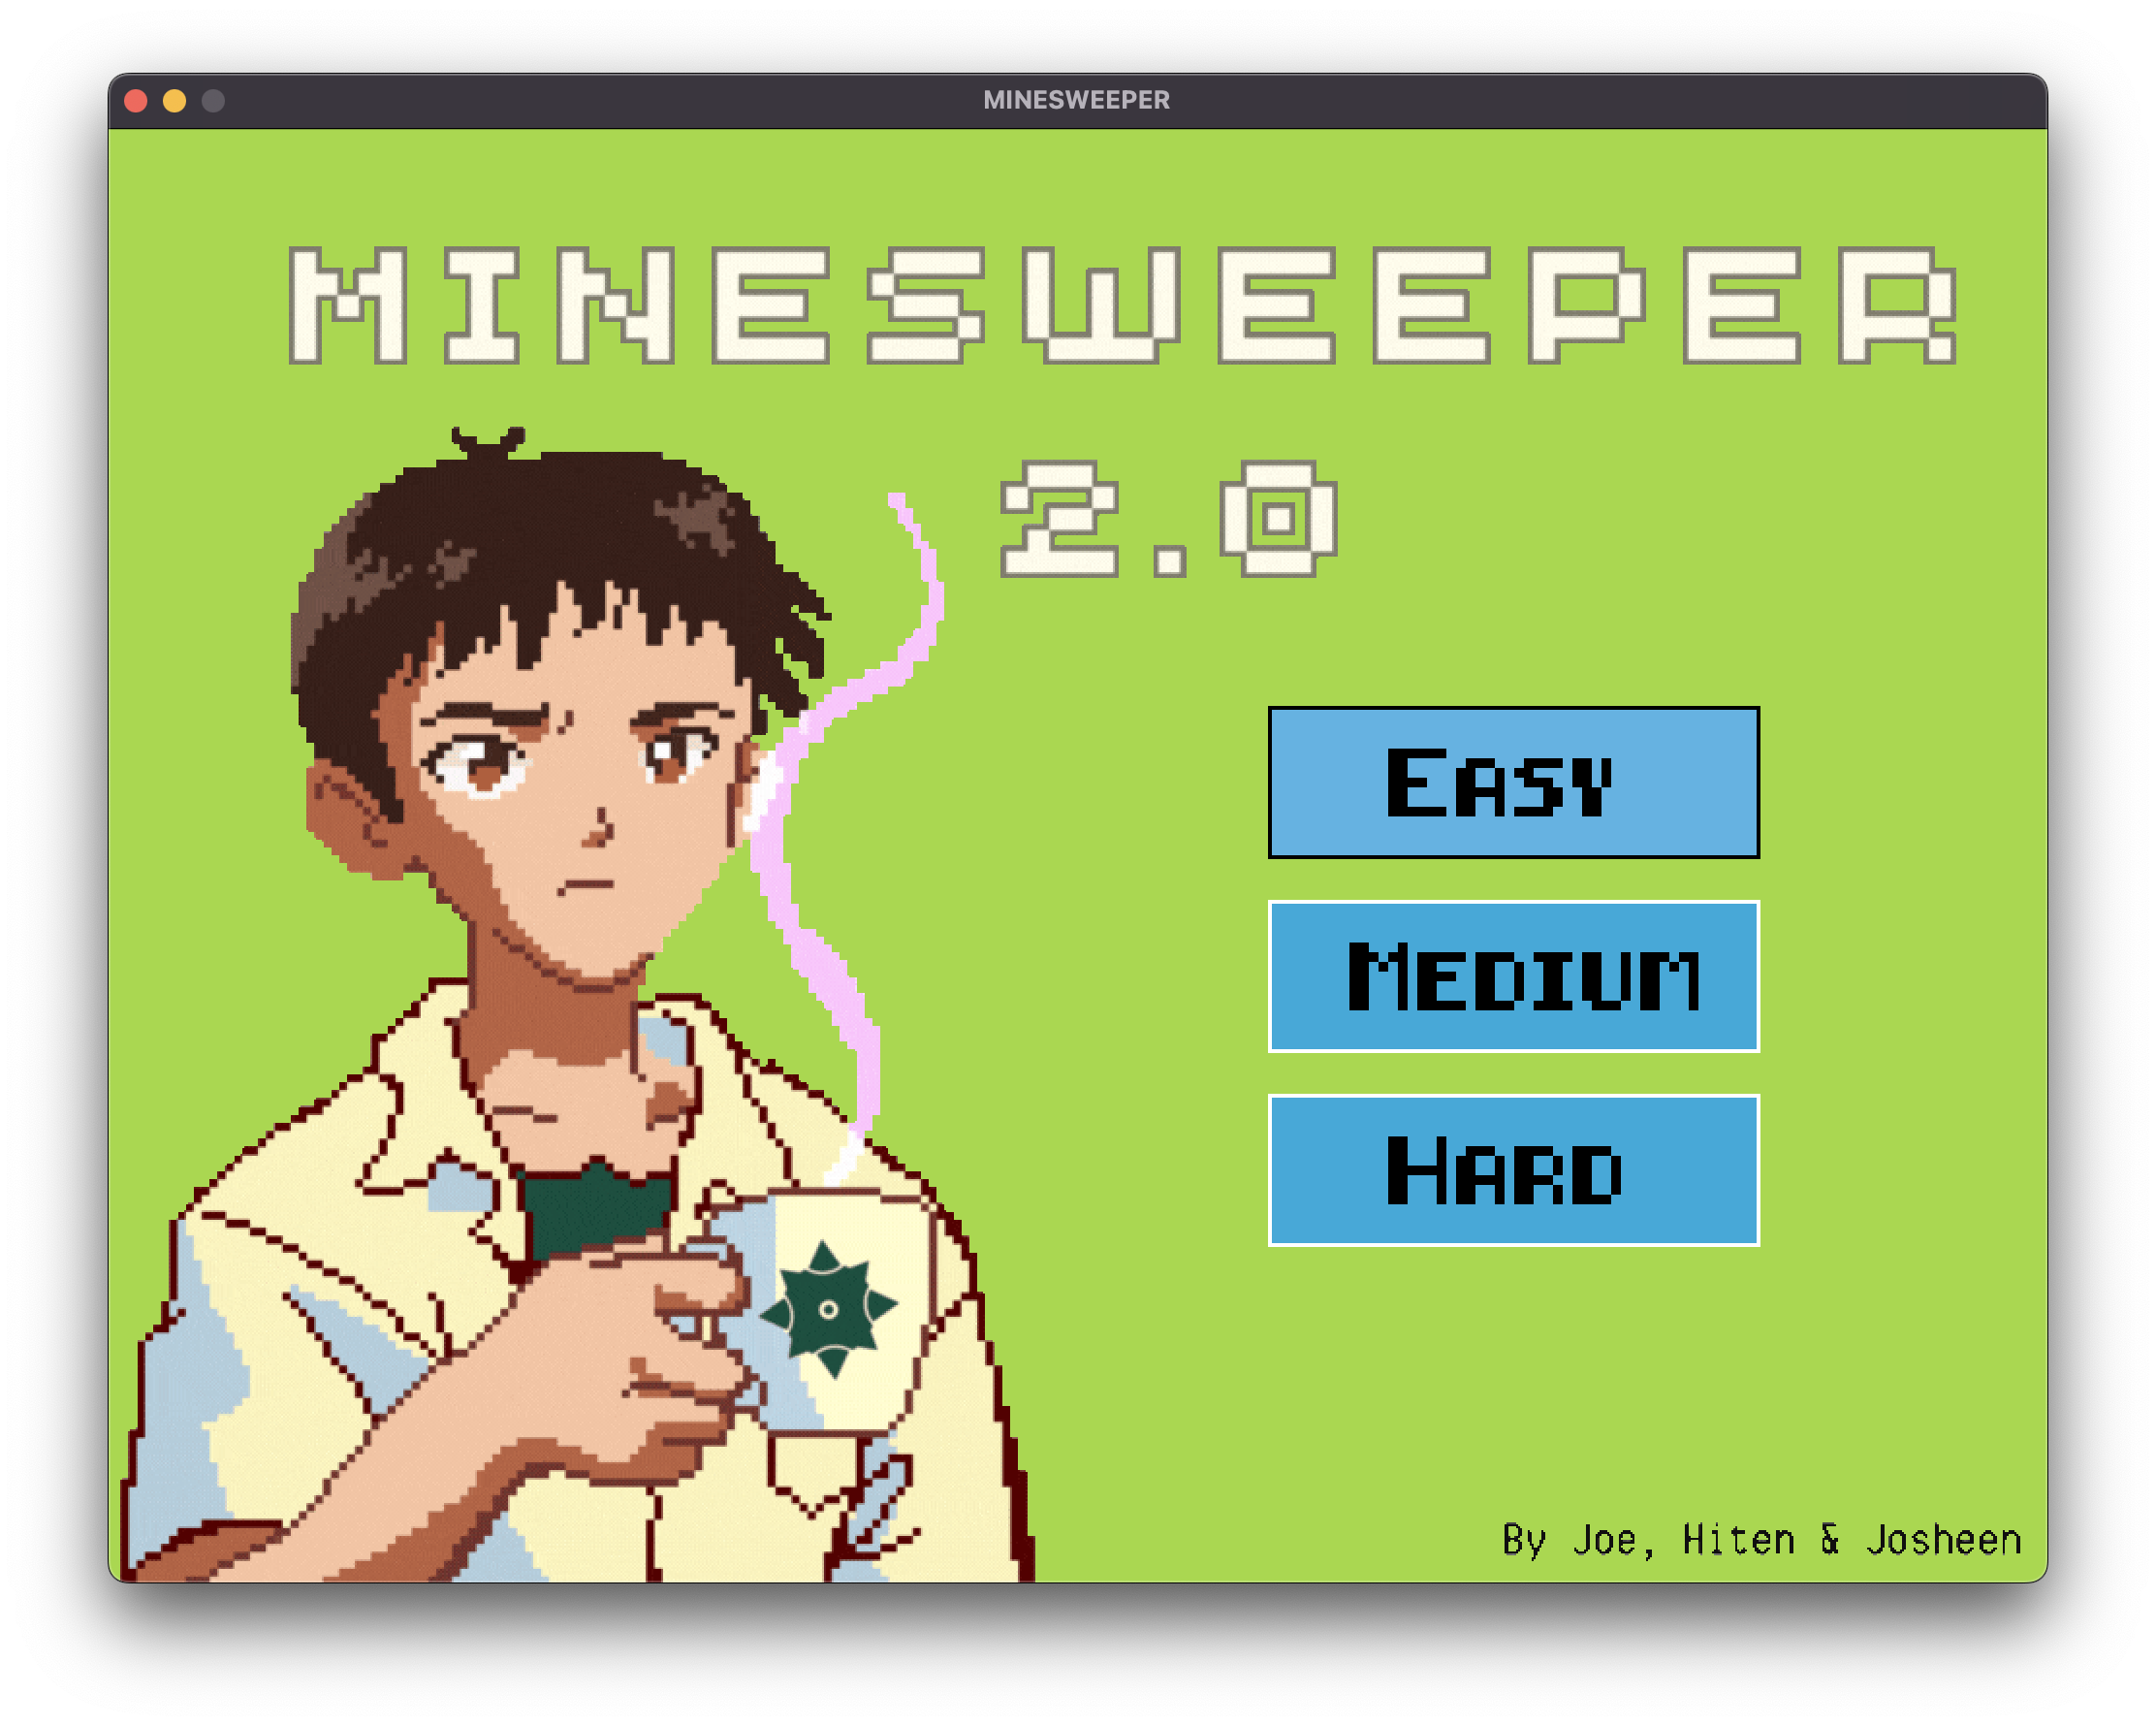 MINESWEEPER
MINESWEEPER
2.0
EASY
MEDIUM
HARD
By Joe, Hiten & Josheen